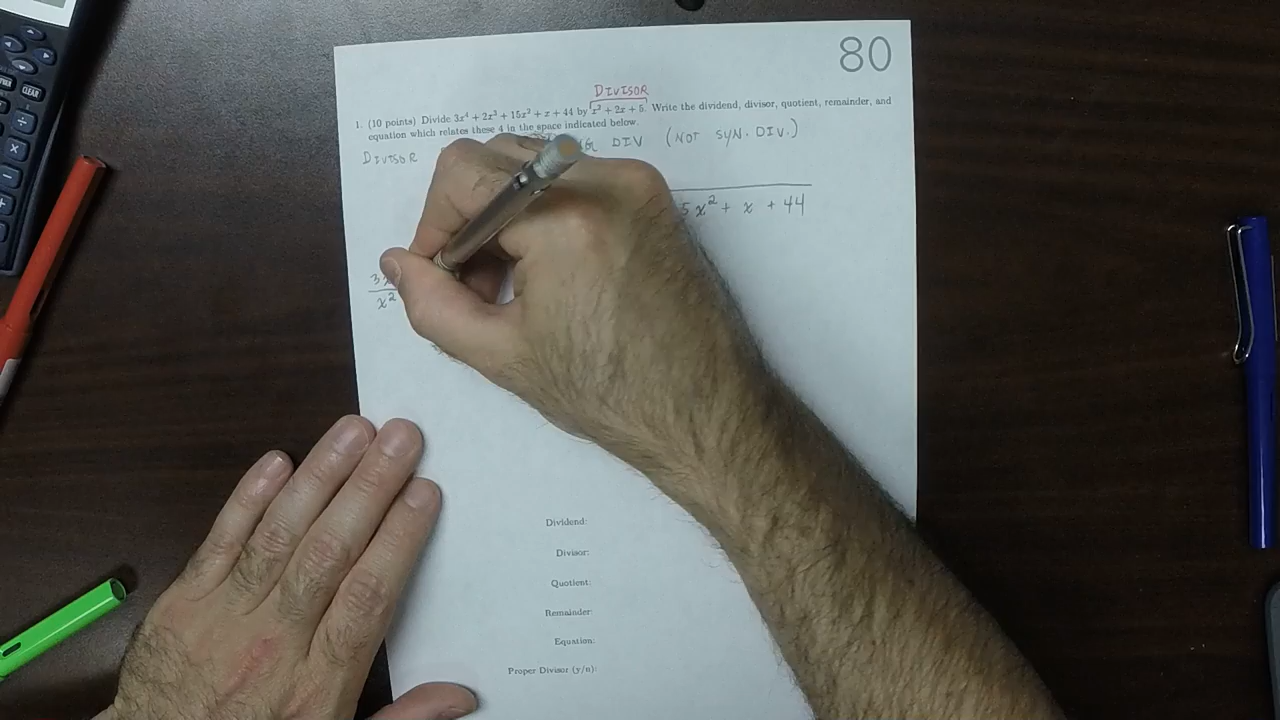 80
DIVISOR
1. (10 points) Divide 3x⁴ + 2x³ + 15x² + x + 44 by x² + 2x + 5. Write the dividend, divisor, quotient, remainder, and
equation which relates these 4 in the space indicated below.
DIV (NOT SYN. DIV.)
DIVISOR
x² + x + 44
x²
Dividend:
Divisor:
Quotient:
Remainder:
Equation:
Proper Divisor (y/n):
CLEAR